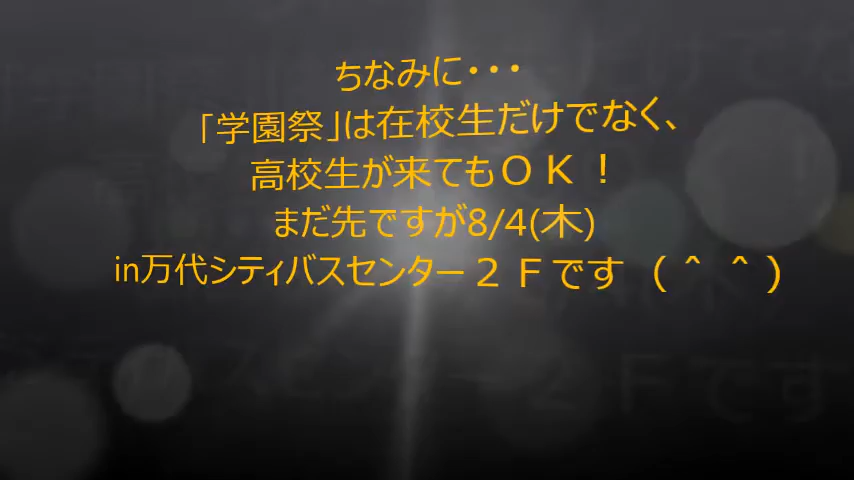 ちなみに・・・
「学園祭」は在校生だけでなく、
高校生が来てもＯＫ！
まだ先ですが8/4(木)
in万代シティバスセンター２Ｆです （＾ ＾）